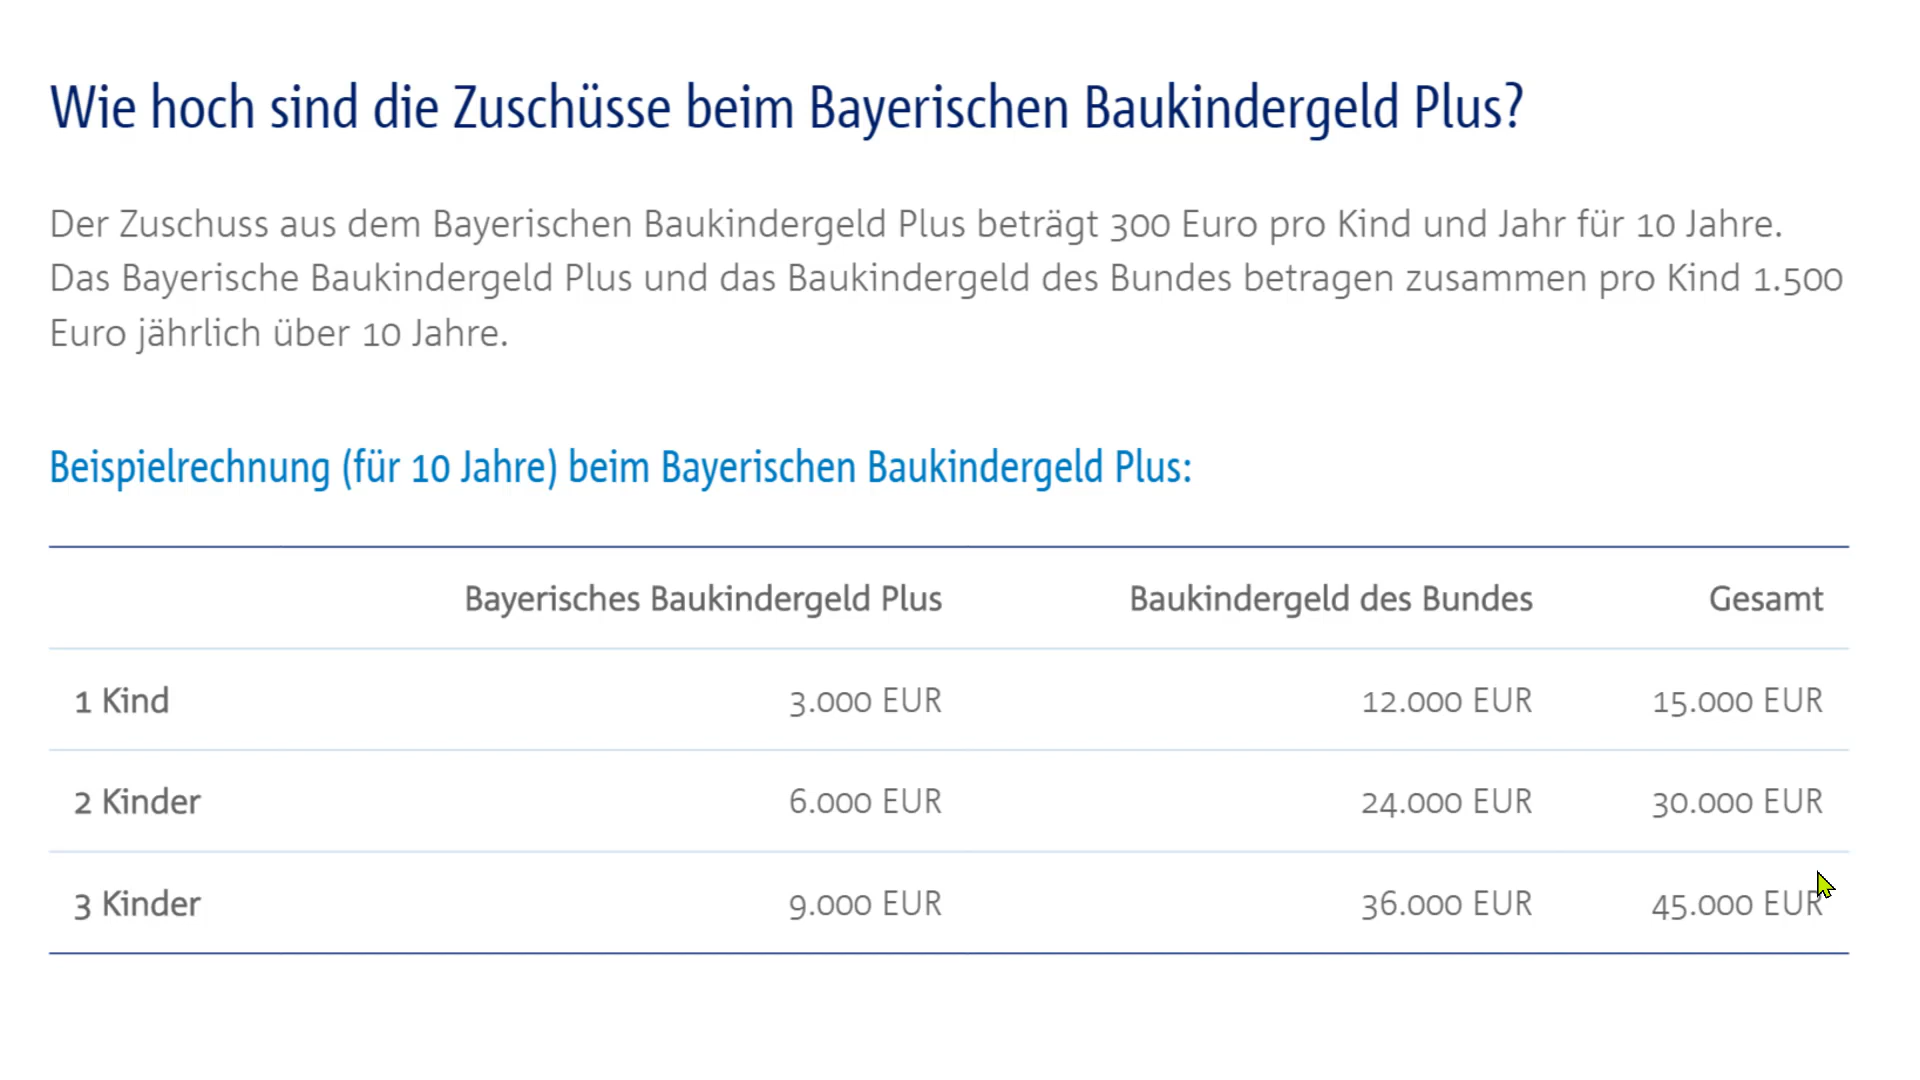 Wie hoch sind die Zuschüsse beim Bayerischen Baukindergeld Plus?
Der Zuschuss aus dem Bayerischen Baukindergeld Plus beträgt 300 Euro pro Kind und Jahr für 10 Jahre.
Das Bayerische Baukindergeld Plus und das Baukindergeld des Bundes betragen zusammen pro Kind 1.500
Euro jährlich über 10 Jahre.
Beispielrechnung (für 10 Jahre) beim Bayerischen Baukindergeld Plus:
Bayerisches Baukindergeld Plus Baukindergeld des Bundes Gesamt
1 Kind 3.000 EUR 12.000 EUR 15.000 EUR
2 Kinder 6.000 EUR 24.000 EUR 30.000 EUR
3 Kinder 9.000 EUR 36.000 EUR 45.000 EUR